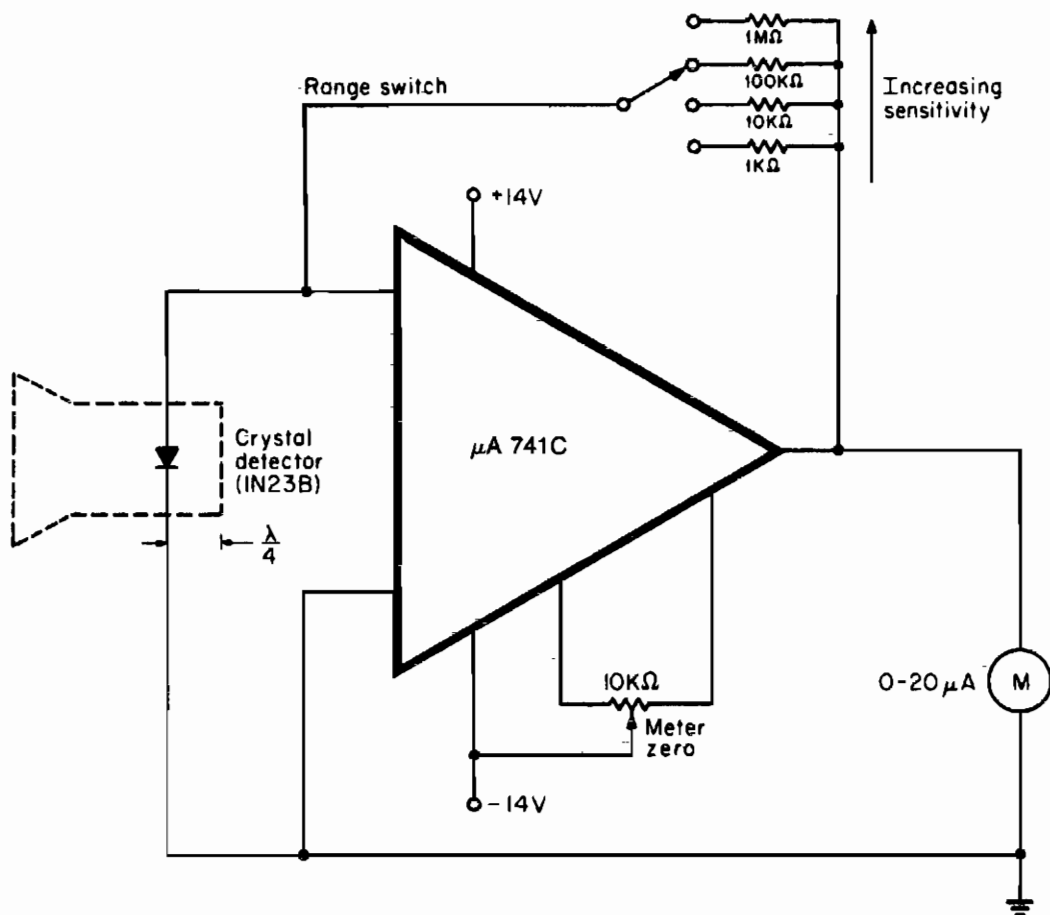 1MΩ
Range switch
100KΩ
Increasing
sensitivity
10KΩ
1KΩ
+14V
Crystal
detector
(IN23B)
μA 741C
λ
4
10KΩ
0-20μA
M
Meter
zero
-14V